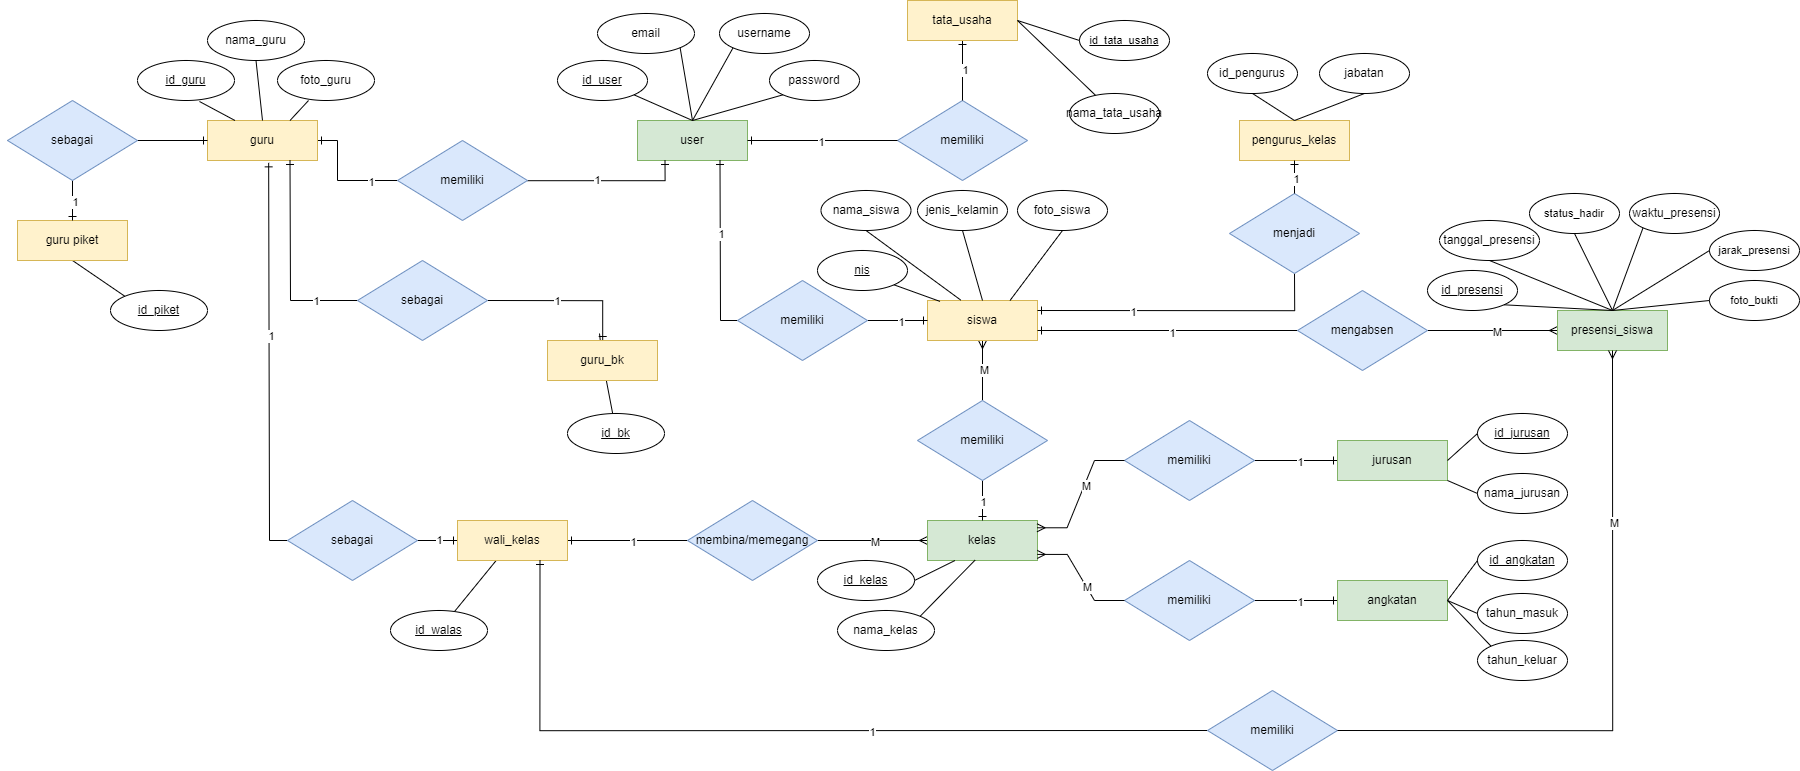 tata_usaha
id_tata_usaha
nama_tata_usaha
1
nama_guru
id_guru
foto_guru
email
username
id_user
password
id_pengurus
jabatan
sebagai
guru
user
1
memiliki
pengurus_kelas
1
memiliki
1
1
1
1
guru piket
id_piket
nama_siswa
jenis_kelamin
foto_siswa
nis
1
menjadi
status_hadir
waktu_presensi
tanggal_presensi
jarak_presensi
id_presensi
foto_bukti
1
sebagai
1
guru_bk
id_bk
memiliki
1
siswa
1
1
mengabsen
M
presensi_siswa
1
M
memiliki
1
M
memiliki
1
jurusan
id_jurusan
nama_jurusan
M
sebagai
1
wali_kelas
1
membina/memegang
M
kelas
id_walas
id_kelas
nama_kelas
M
memiliki
1
angkatan
id_angkatan
tahun_masuk
tahun_keluar
1
memiliki